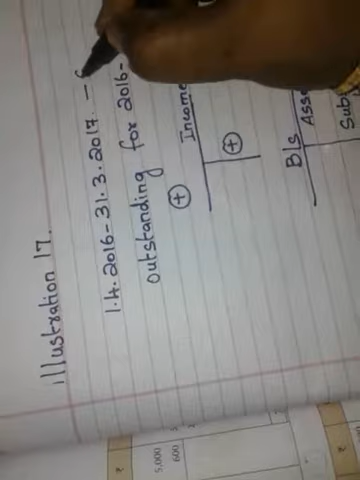 illustration 17.
1.4.2016 - 31.3.2017. -
outstanding for 2016-
⊕ Income
⊕
B/s
Asse
Sub
₹ ₹
5,000
600